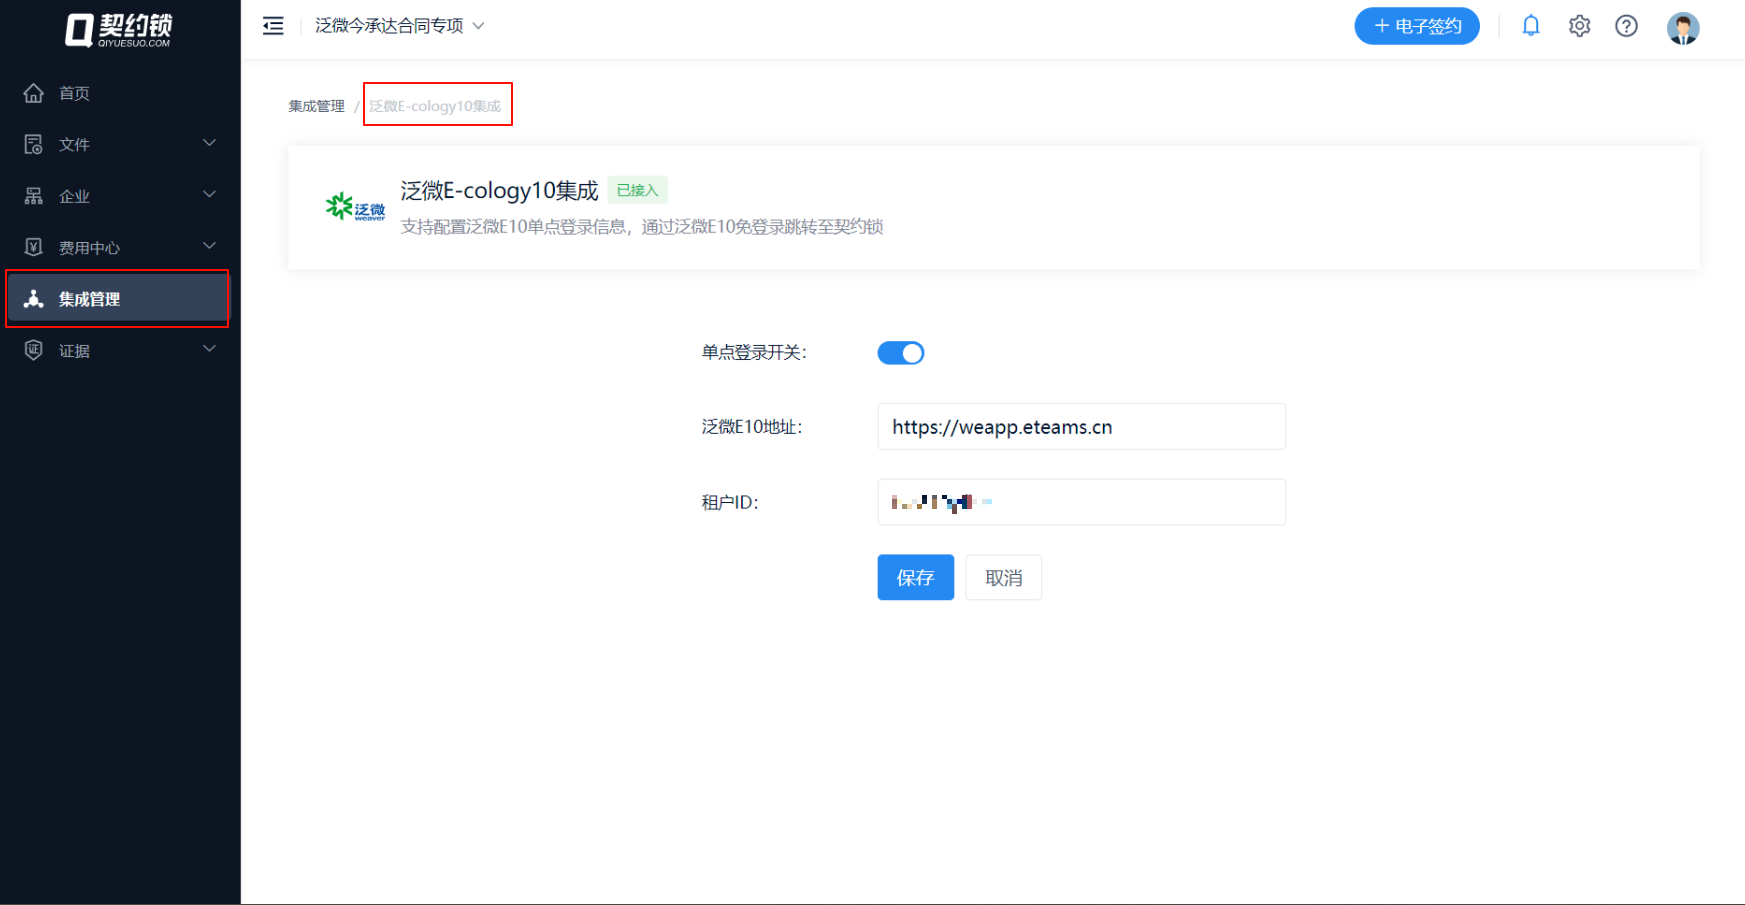 契约锁
QIYUESUO.COM
首页
文件
企业
费用中心
集成管理
证据
泛微今承达合同专项
+ 电子签约
集成管理 / 泛微E-cology10集成
泛微
weaver
泛微E-cology10集成 已接入
支持配置泛微E10单点登录信息，通过泛微E10免登录跳转至契约锁
单点登录开关：
泛微E10地址： https://weapp.eteams.cn
租户ID：
保存 取消